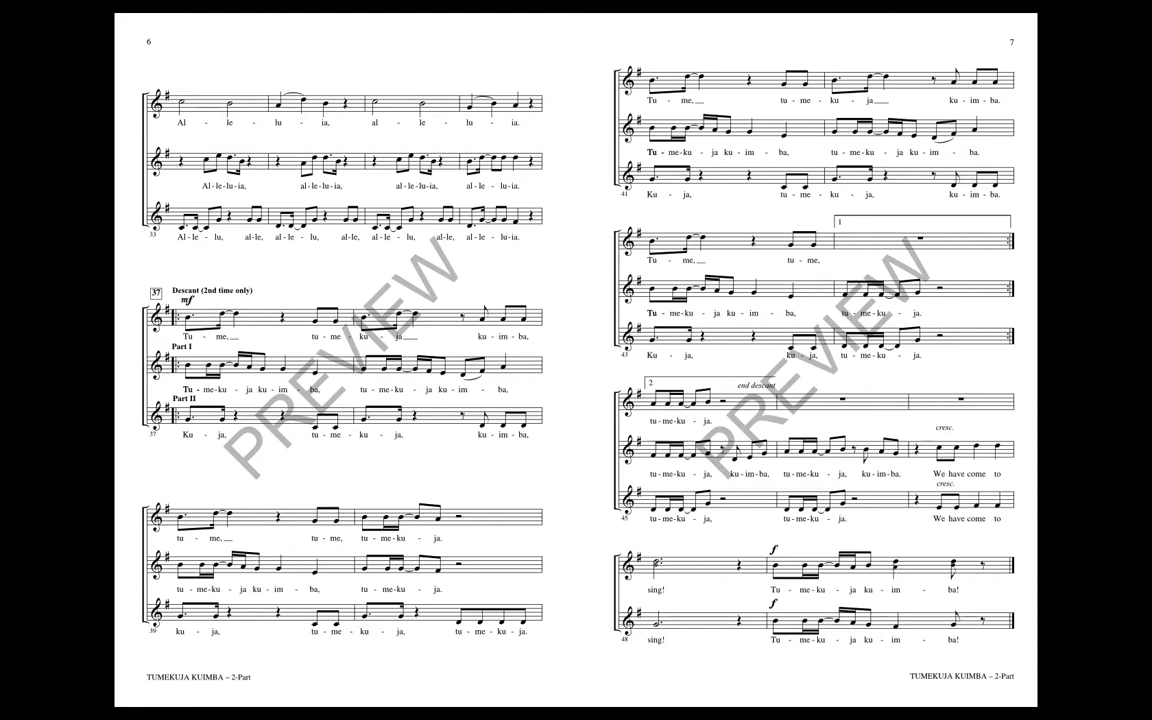 6
Al - le - lu - ia, al - le - lu - ia.
Al-le-lu-ia, al-le-lu-ia, al-le-lu-ia, al-le-lu-ia.
33
Al-le-lu, al-le, al-le-lu, al-le, al-le-lu, al-le, al-le-lu-ia.
37
Descant (2nd time only)
mf
Tu - me, tu - me - ku - ja ku - im - ba,
Part I
Tu - me-ku - ja ku - im - ba, tu - me-ku - ja ku - im - ba,
Part II
37
Ku - ja, tu - me - ku - ja, ku - im - ba,
tu - me, tu - me, tu - me-ku - ja.
tu - me-ku - ja ku - im - ba, tu - me-ku - ja.
39
ku - ja, tu - me - ku - ja, tu - me-ku - ja.
TUMEKUJA KUIMBA – 2-Part
7
Tu - me, tu - me - ku - ja ku - im - ba.
Tu - me-ku - ja ku - im - ba, tu - me-ku - ja ku - im - ba.
41
Ku - ja, tu - me - ku - ja, ku - im - ba.
1
Tu - me, tu - me,
Tu - me-ku - ja ku - im - ba, tu - me-ku - ja.
43
Ku - ja, ku - ja, tu - me-ku - ja.
2
end descant
tu - me-ku - ja.
cresc.
tu - me-ku - ja, ku-im-ba, tu - me-ku - ja, ku-im-ba. We have come to
cresc.
45
tu - me-ku - ja, tu - me-ku - ja. We have come to
f
sing! Tu - me-ku - ja ku - im - ba!
f
48
sing! Tu - me-ku - ja ku - im - ba!
TUMEKUJA KUIMBA – 2-Part
PREVIEW
PREVIEW